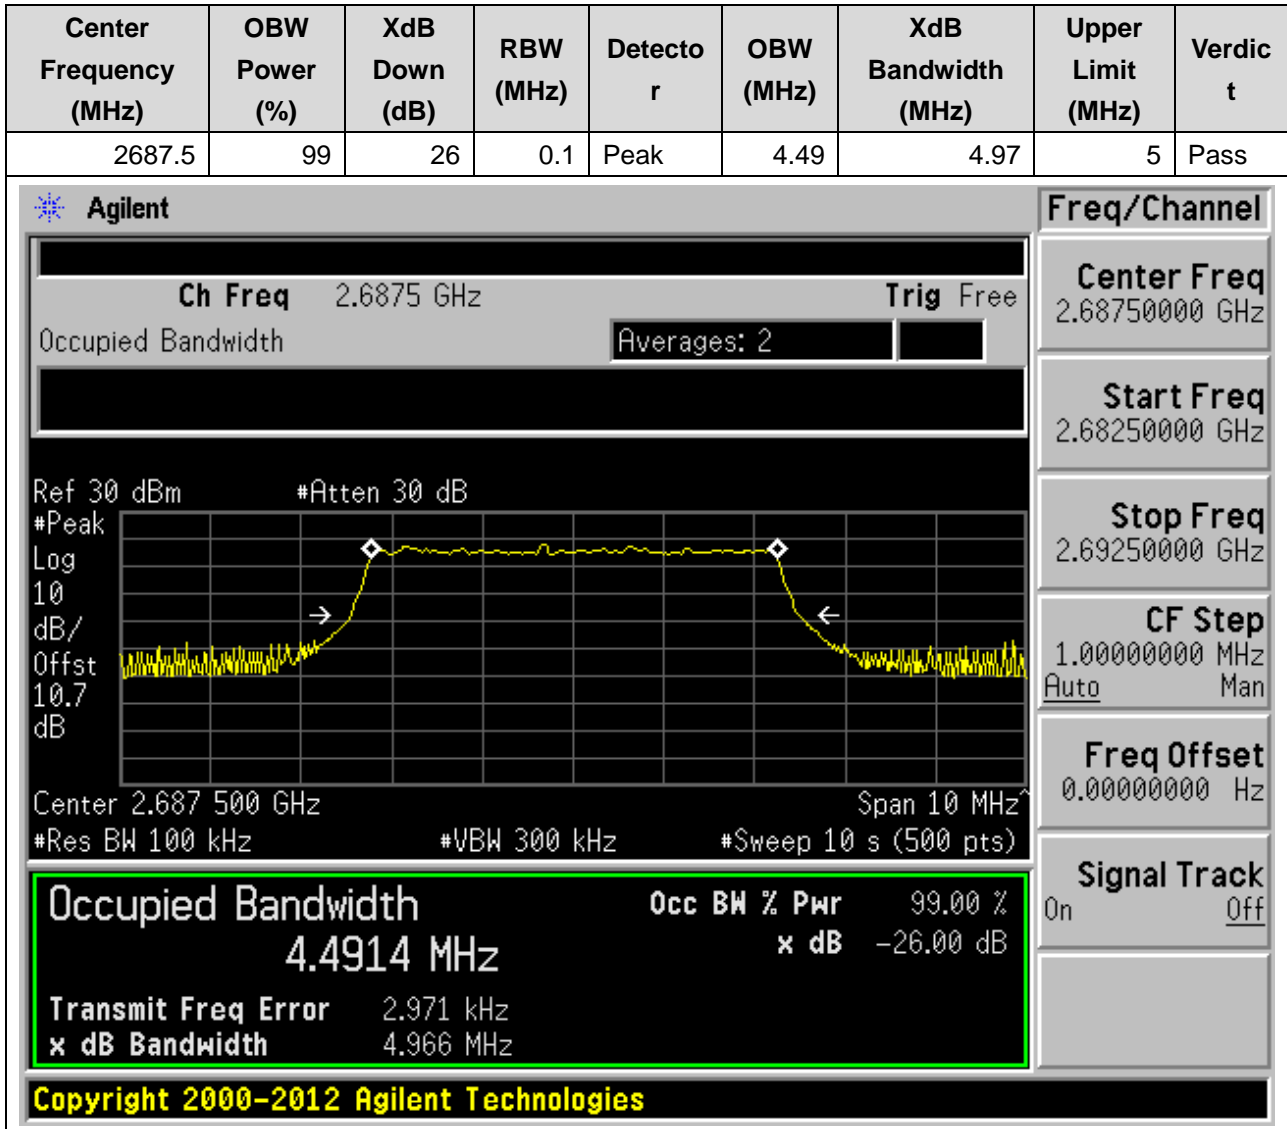 Center Frequency (MHz) OBW Power (%) XdB Down (dB) RBW (MHz) Detecto r OBW (MHz) XdB Bandwidth (MHz) Upper Limit (MHz) Verdic t
2687.5 99 26 0.1 Peak 4.49 4.97 5 Pass
Agilent
Freq/Channel
Ch Freq 2.6875 GHz Trig Free
Occupied Bandwidth Averages: 2
Center Freq
2.68750000 GHz
Start Freq
2.68250000 GHz
Stop Freq
2.69250000 GHz
CF Step
1.00000000 MHz
Auto Man
Freq Offset
0.00000000 Hz
Signal Track
On Off
Ref 30 dBm #Atten 30 dB
#Peak
Log
10
dB/
Offst
10.7
dB
Center 2.687 500 GHz Span 10 MHz^
#Res BW 100 kHz #VBW 300 kHz #Sweep 10 s (500 pts)
Occupied Bandwidth Occ BW % Pwr 99.00 %
4.4914 MHz x dB -26.00 dB
Transmit Freq Error 2.971 kHz
x dB Bandwidth 4.966 MHz
Copyright 2000-2012 Agilent Technologies